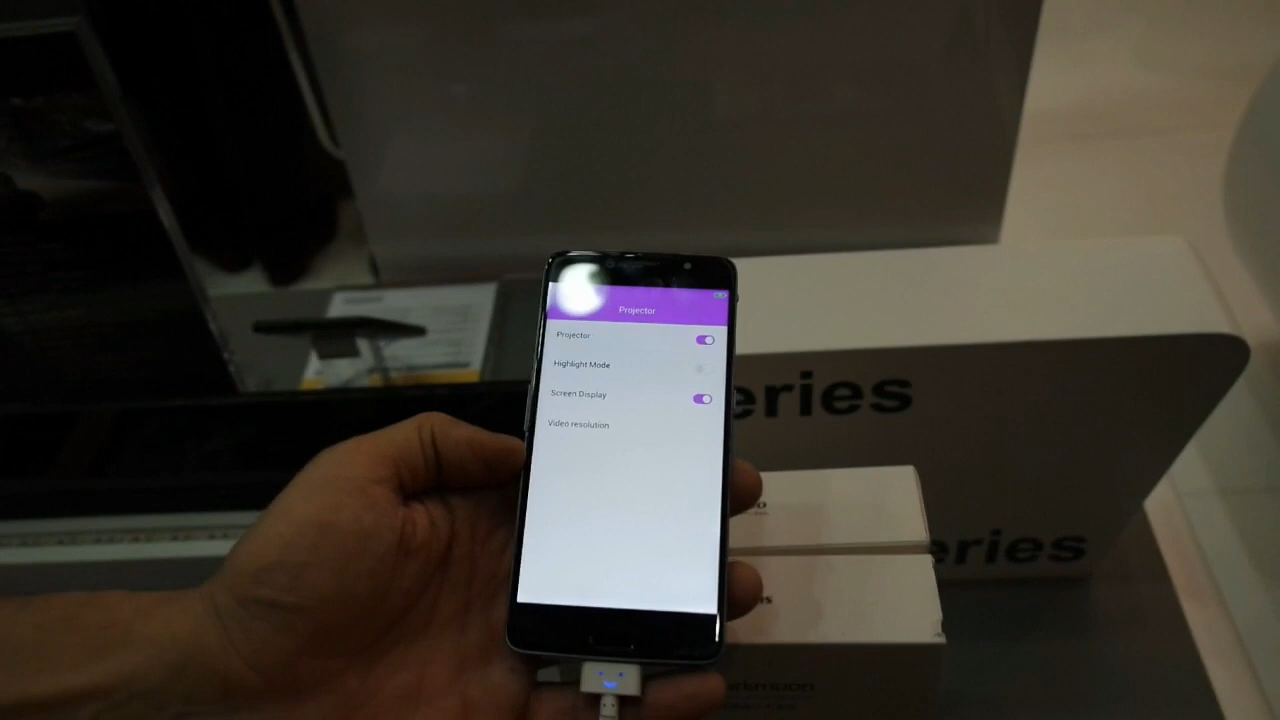 Projector
Projector
Highlight Mode
Screen Display
Video resolution
eries
eries